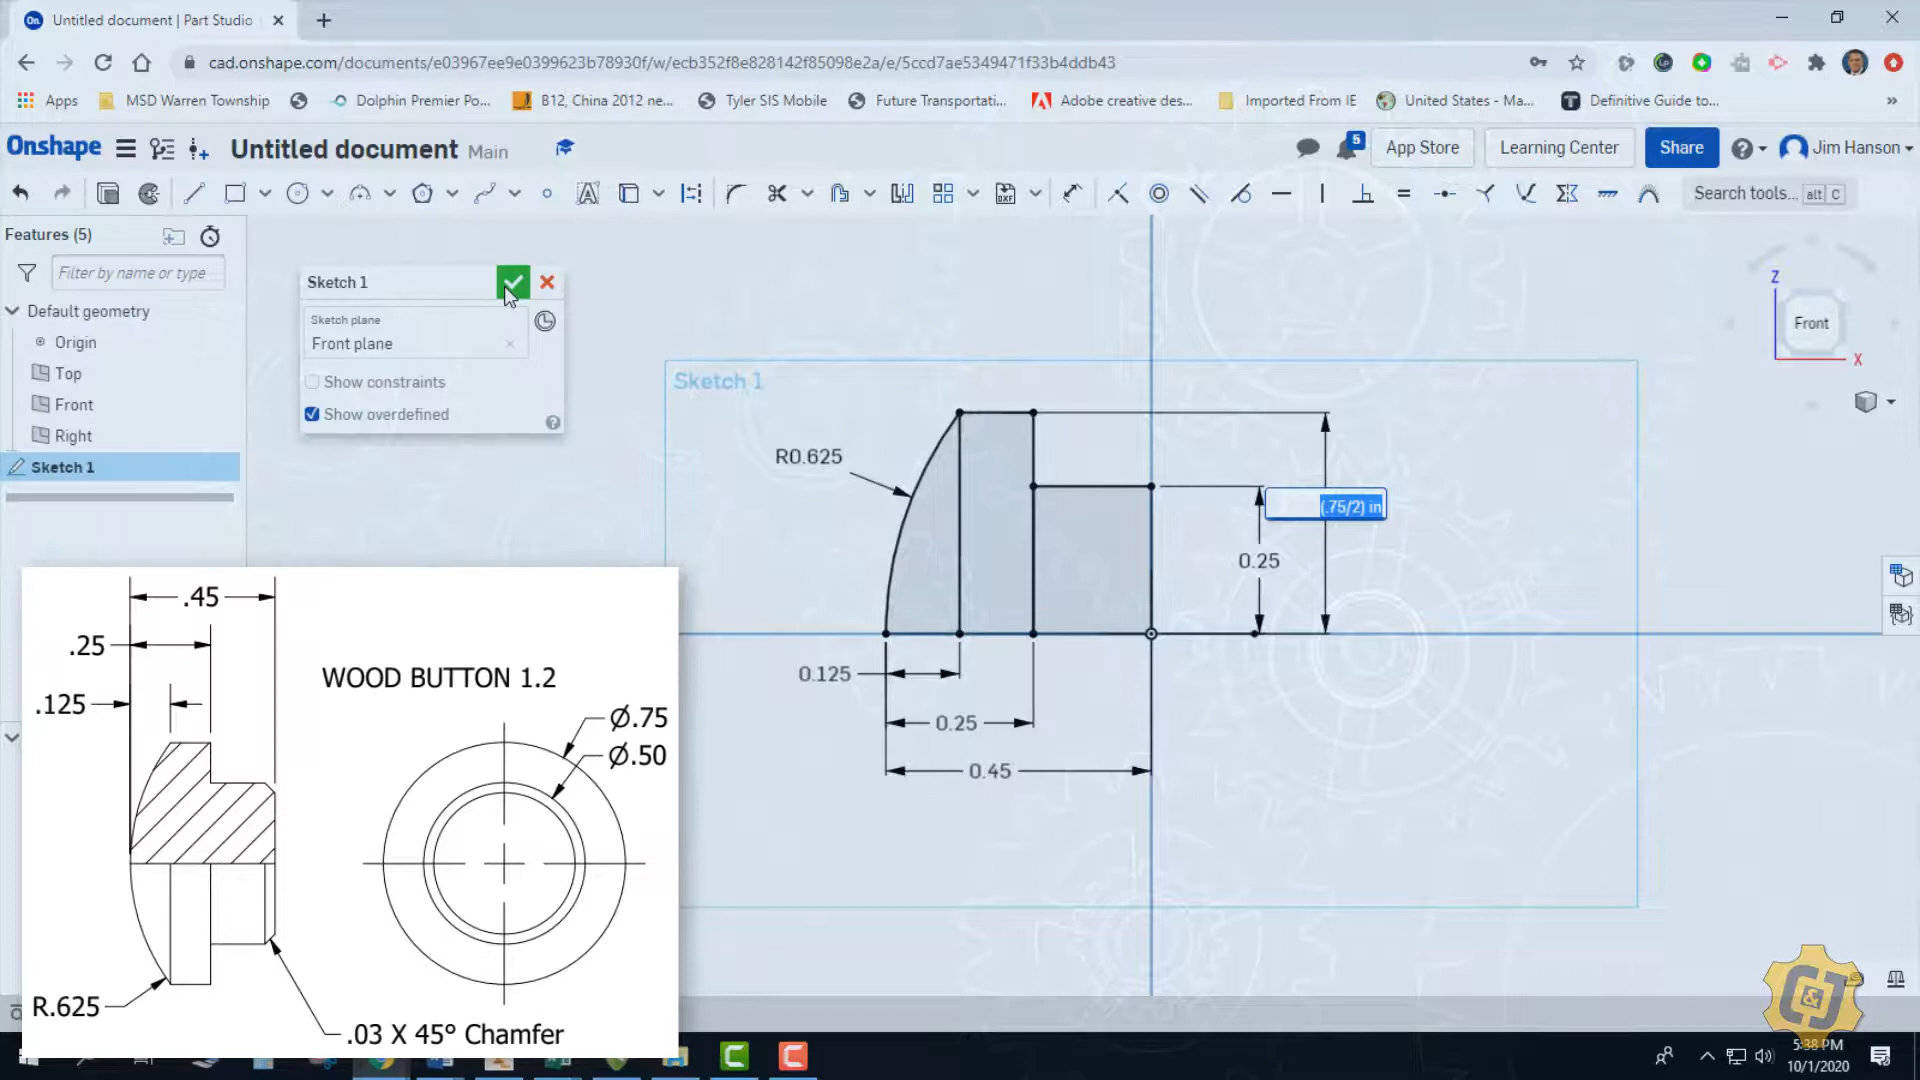 Untitled document | Part Studio
cad.onshape.com/documents/e03967ee9e0399623b78930f/w/ecb352f8e828142f85098e2a/e/5ccd7ae5349471f33b4ddb43
Apps
MSD Warren Township
Dolphin Premier Po...
B12, China 2012 ne...
Tyler SIS Mobile
Future Transportati...
Adobe creative des...
Imported From IE
United States - Ma...
Definitive Guide to...
Onshape
Untitled document Main
5
App Store
Learning Center
Share
Jim Hanson
Search tools... alt C
Features (5)
Filter by name or type
Default geometry
Origin
Top
Front
Right
Sketch 1
Sketch 1
Sketch plane
Front plane
Show constraints
Show overdefined
Sketch 1
R0.625
(.75/2) in
0.25
0.125
0.25
0.45
Z
Front
X
.45
.25
.125
WOOD BUTTON 1.2
Ø.75
Ø.50
R.625
.03 X 45° Chamfer
C&J
5:38 PM
10/1/2020